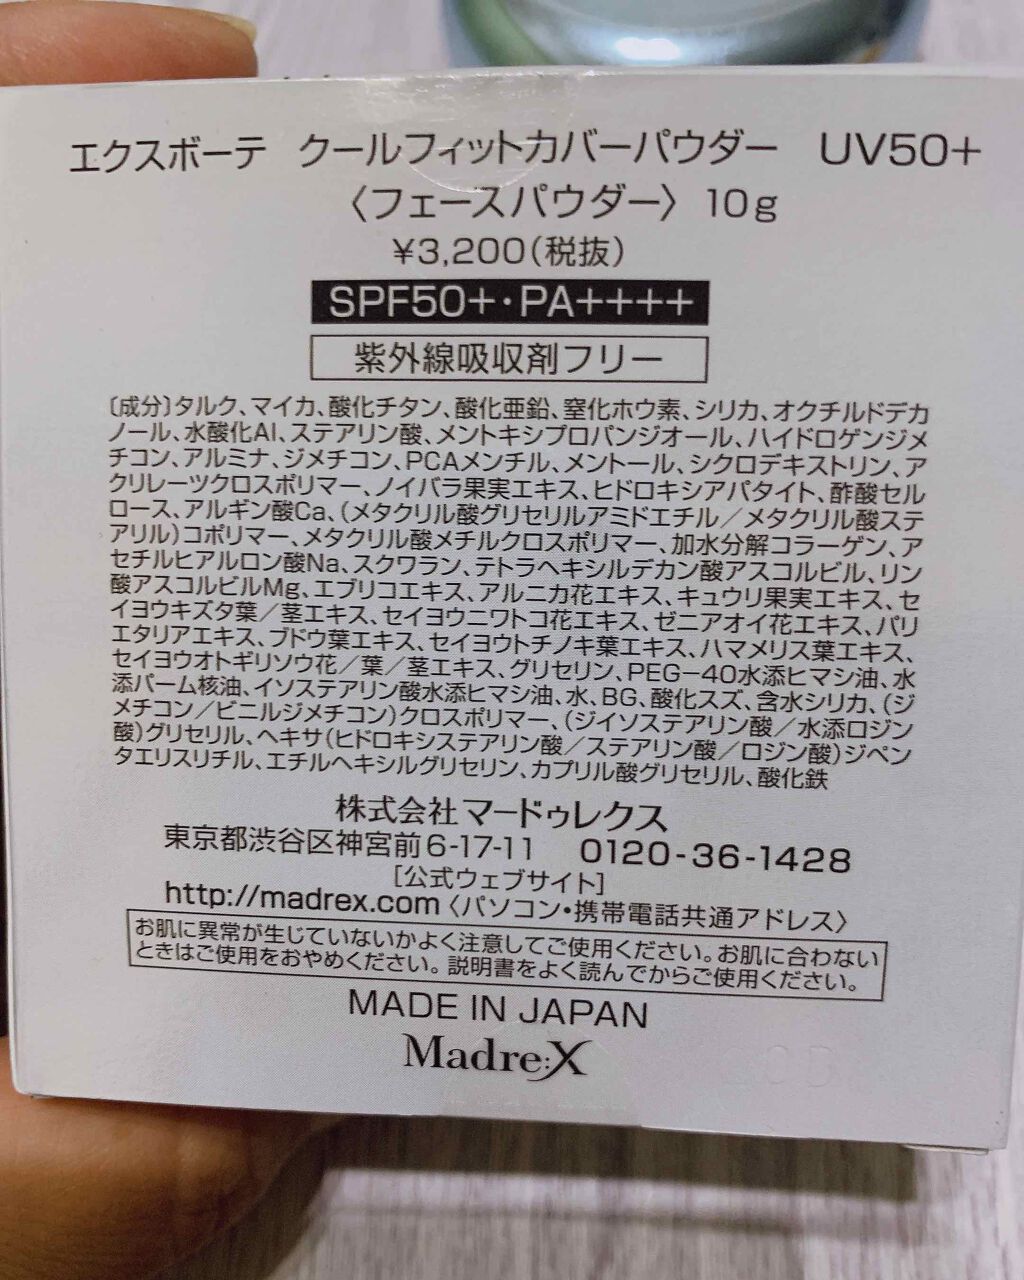 エクスボーテ クールフィットカバーパウダー UV50+
〈フェースパウダー〉 10g
¥3,200(税抜)
SPF50+・PA++++
紫外線吸収剤フリー
〔成分〕タルク、マイカ、酸化チタン、酸化亜鉛、窒化ホウ素、シリカ、オクチルドデカ
ノール、水酸化Al、ステアリン酸、メントキシプロパンジオール、ハイドロゲンジメ
チコン、アルミナ、ジメチコン、PCAメンチル、メントール、シクロデキストリン、ア
クリレーツクロスポリマー、ノイバラ果実エキス、ヒドロキシアパタイト、酢酸セル
ロース、アルギン酸Ca、(メタクリル酸グリセリルアミドエチル/メタクリル酸ステ
アリル)コポリマー、メタクリル酸メチルクロスポリマー、加水分解コラーゲン、ア
セチルヒアルロン酸Na、スクワラン、テトラヘキシルデカン酸アスコルビル、リン
酸アスコルビルMg、エブリコエキス、アルニカ花エキス、キュウリ果実エキス、セ
イヨウキズタ葉/茎エキス、セイヨウニワトコ花エキス、ゼニアオイ花エキス、パリ
エタリアエキス、ブドウ葉エキス、セイヨウトチノキ葉エキス、ハマメリス葉エキス、
セイヨウオトギリソウ花/葉/茎エキス、グリセリン、PEG-40水添ヒマシ油、水
添パーム核油、イソステアリン酸水添ヒマシ油、水、BG、酸化スズ、含水シリカ、(ジ
メチコン/ビニルジメチコン)クロスポリマー、(ジイソステアリン酸/水添ロジン
酸)グリセリル、ヘキサ(ヒドロキシステアリン酸/ステアリン酸/ロジン酸)ジペン
タエリスリチル、エチルヘキシルグリセリン、カプリル酸グリセリル、酸化鉄
株式会社マードゥレクス
東京都渋谷区神宮前6-17-11 0120-36-1428
[公式ウェブサイト]
http://madrex.com〈パソコン・携帯電話共通アドレス〉
お肌に異常が生じていないかよく注意してご使用ください。お肌に合わない
ときはご使用をおやめください。説明書をよく読んでからご使用ください。
MADE IN JAPAN
Madre:X